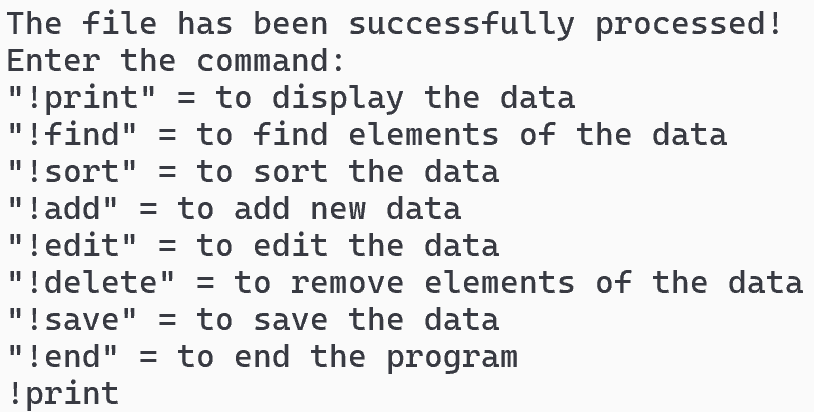 The file has been successfully processed!
Enter the command:
"!print" = to display the data
"!find" = to find elements of the data
"!sort" = to sort the data
"!add" = to add new data
"!edit" = to edit the data
"!delete" = to remove elements of the data
"!save" = to save the data
"!end" = to end the program
!print